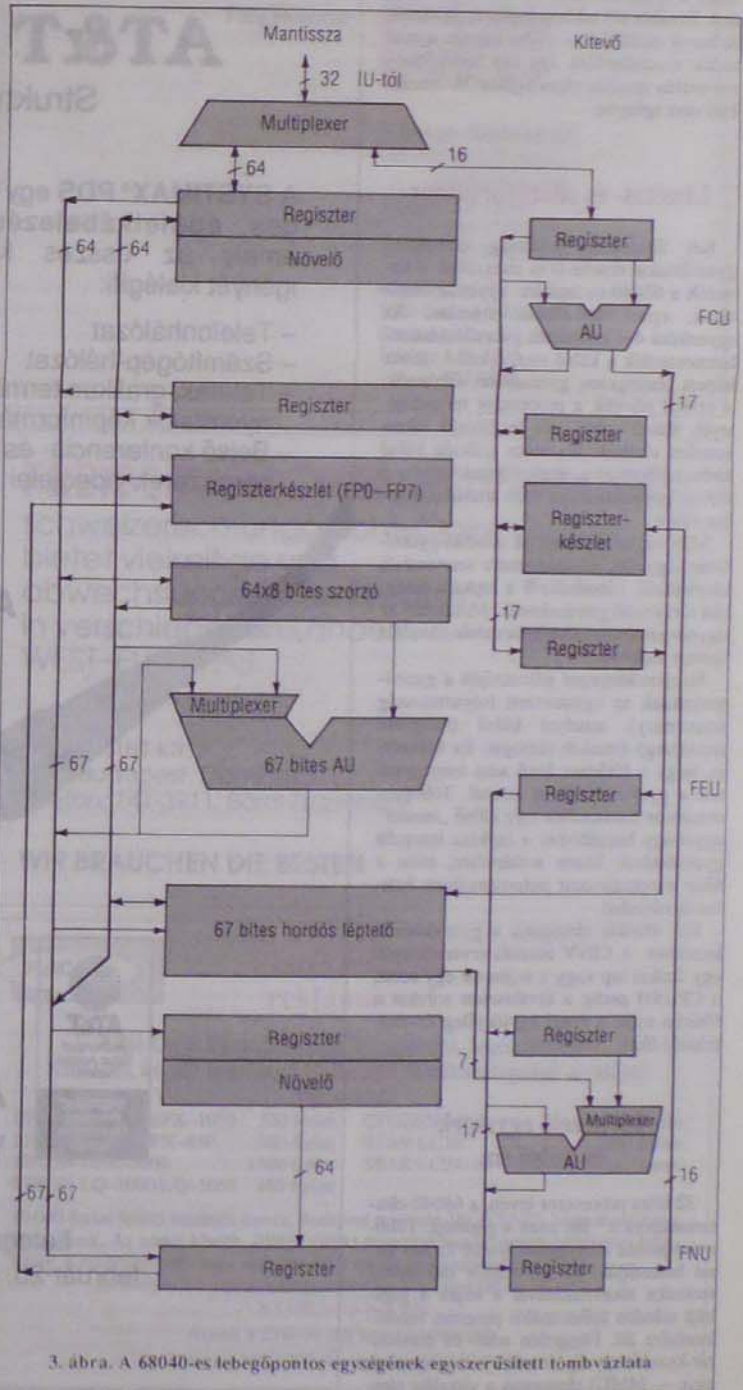 AT&T
Mantissza
Kitevő
32
IU-tól
Multiplexer
64
16
64
64
Regiszter
Növelő
Regiszter
AU
FCU
17
Regiszter
Regiszter
Regiszterkészlet (FP0–FP7)
Regiszter-
készlet
64x8 bites szorzó
17
Regiszter
Multiplexer
67 bites AU
67
67
Regiszter
FEU
67 bites hordós léptető
Regiszter
Növelő
Regiszter
7
Multiplexer
17
AU
64
16
67
67
Regiszter
Regiszter
FNU
3. ábra. A 68040-es lebegőpontos egységének egyszerűsített tömbvázlata